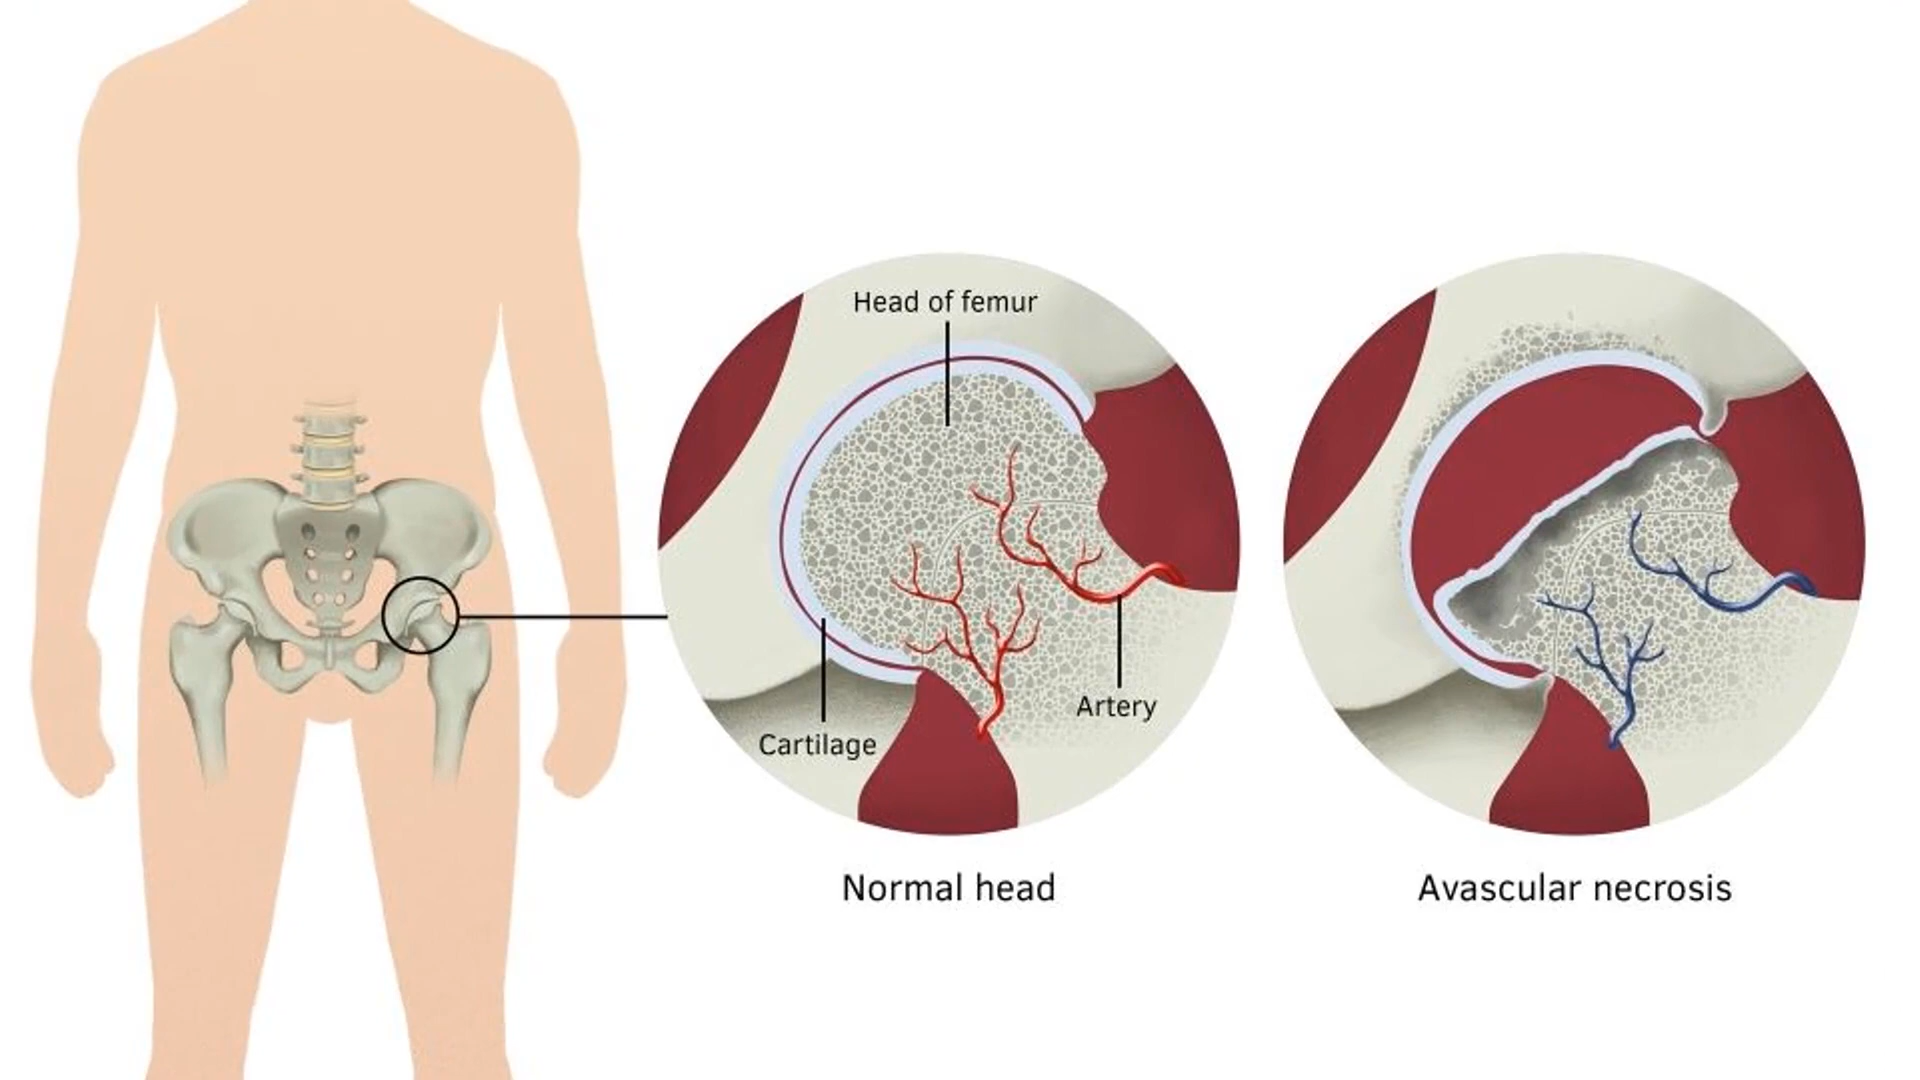 Head of femur
Artery
Cartilage
Normal head
Avascular necrosis